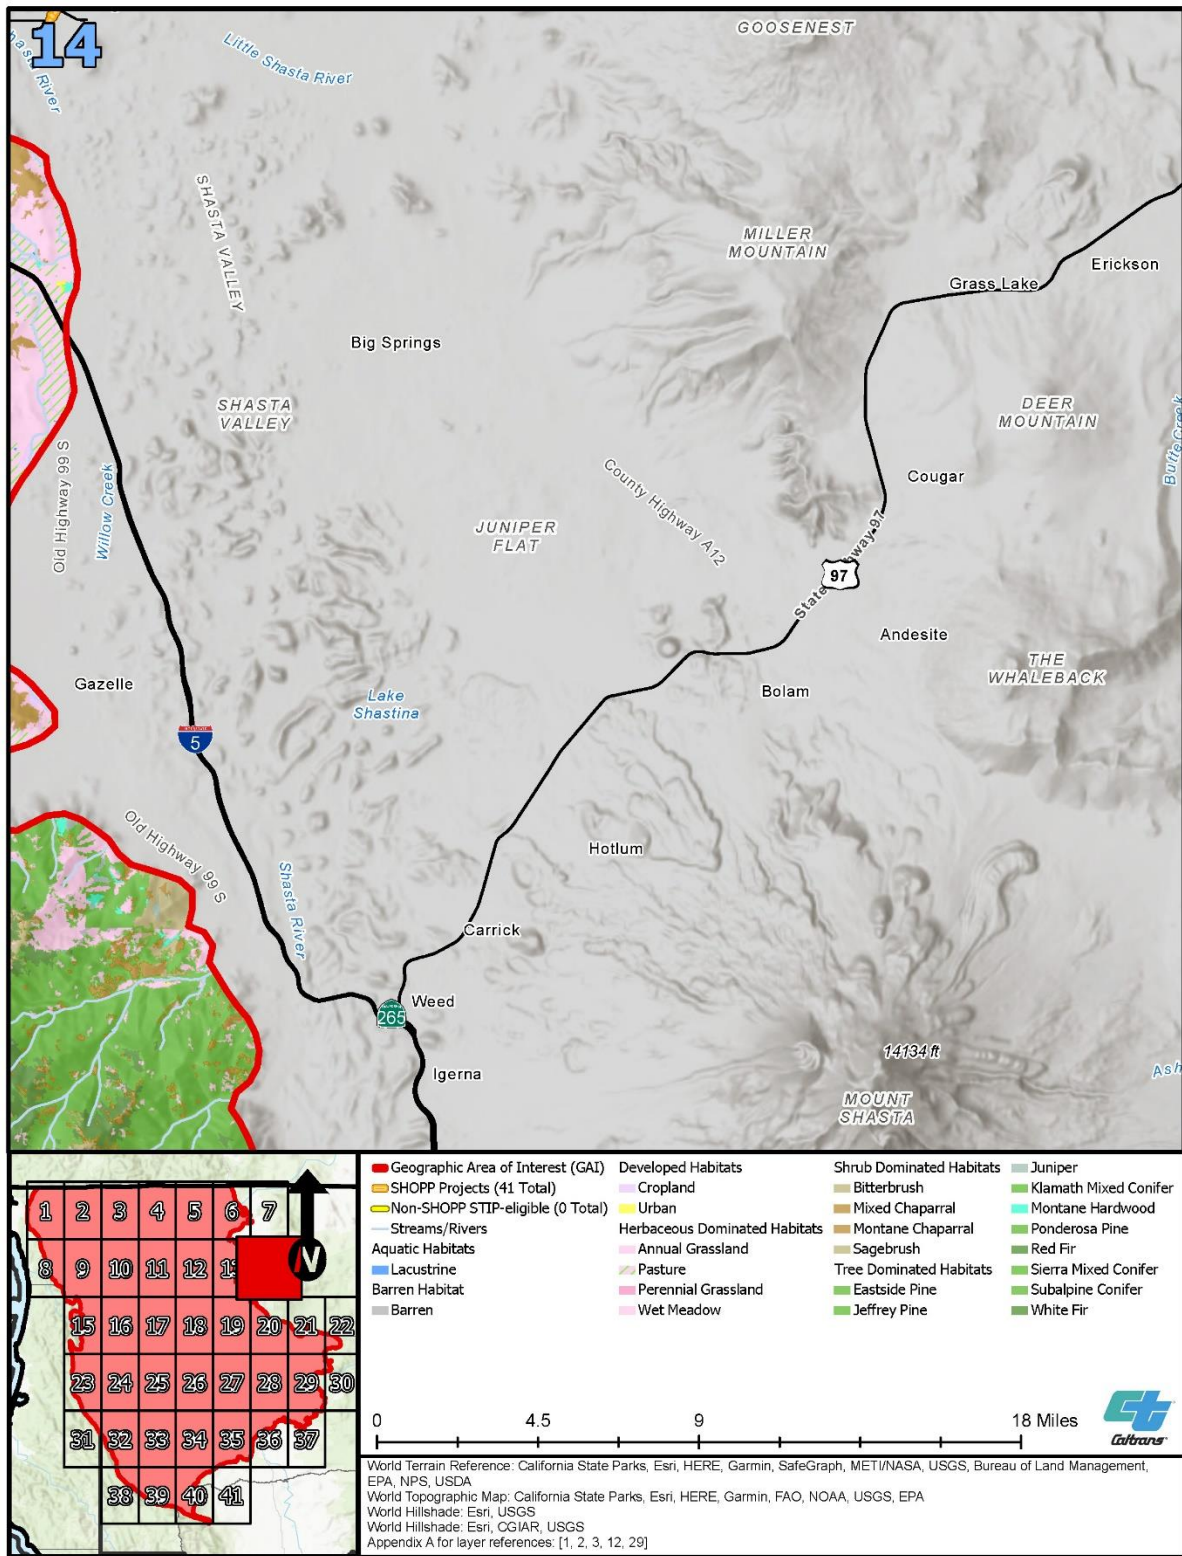 14
GOOSENEST
Little Shasta River
hasta River
SHASTA VALLEY
MILLER
MOUNTAIN
Erickson
Grass Lake
Big Springs
SHASTA
VALLEY
DEER
MOUNTAIN
Butte Creek
Old Highway 99 S
Willow Creek
County Highway A12
Cougar
JUNIPER
FLAT
State Highway 97
97
Andesite
THE
WHALEBACK
Gazelle
Lake
Shastina
Bolam
5
Old Highway 99 S
Hotlum
Shasta River
Carrick
Weed
265
Igerna
14134 ft
Ash
MOUNT
SHASTA
1 2 3 4 5 6 7
8 9 10 11 12 13
N
15 16 17 18 19 20 21 22
23 24 25 26 27 28 29 30
31 32 33 34 35 36 37
38 39 40 41
Geographic Area of Interest (GAI)
SHOPP Projects (41 Total)
Non-SHOPP STIP-eligible (0 Total)
Streams/Rivers
Aquatic Habitats
Lacustrine
Barren Habitat
Barren
Developed Habitats
Cropland
Urban
Herbaceous Dominated Habitats
Annual Grassland
Pasture
Perennial Grassland
Wet Meadow
Shrub Dominated Habitats
Bitterbrush
Mixed Chaparral
Montane Chaparral
Sagebrush
Tree Dominated Habitats
Eastside Pine
Jeffrey Pine
Juniper
Klamath Mixed Conifer
Montane Hardwood
Ponderosa Pine
Red Fir
Sierra Mixed Conifer
Subalpine Conifer
White Fir
0 4.5 9 18 Miles
Caltrans
World Terrain Reference: California State Parks, Esri, HERE, Garmin, SafeGraph, METI/NASA, USGS, Bureau of Land Management,
EPA, NPS, USDA
World Topographic Map: California State Parks, Esri, HERE, Garmin, FAO, NOAA, USGS, EPA
World Hillshade: Esri, USGS
World Hillshade: Esri, CGIAR, USGS
Appendix A for layer references: [1, 2, 3, 12, 29]